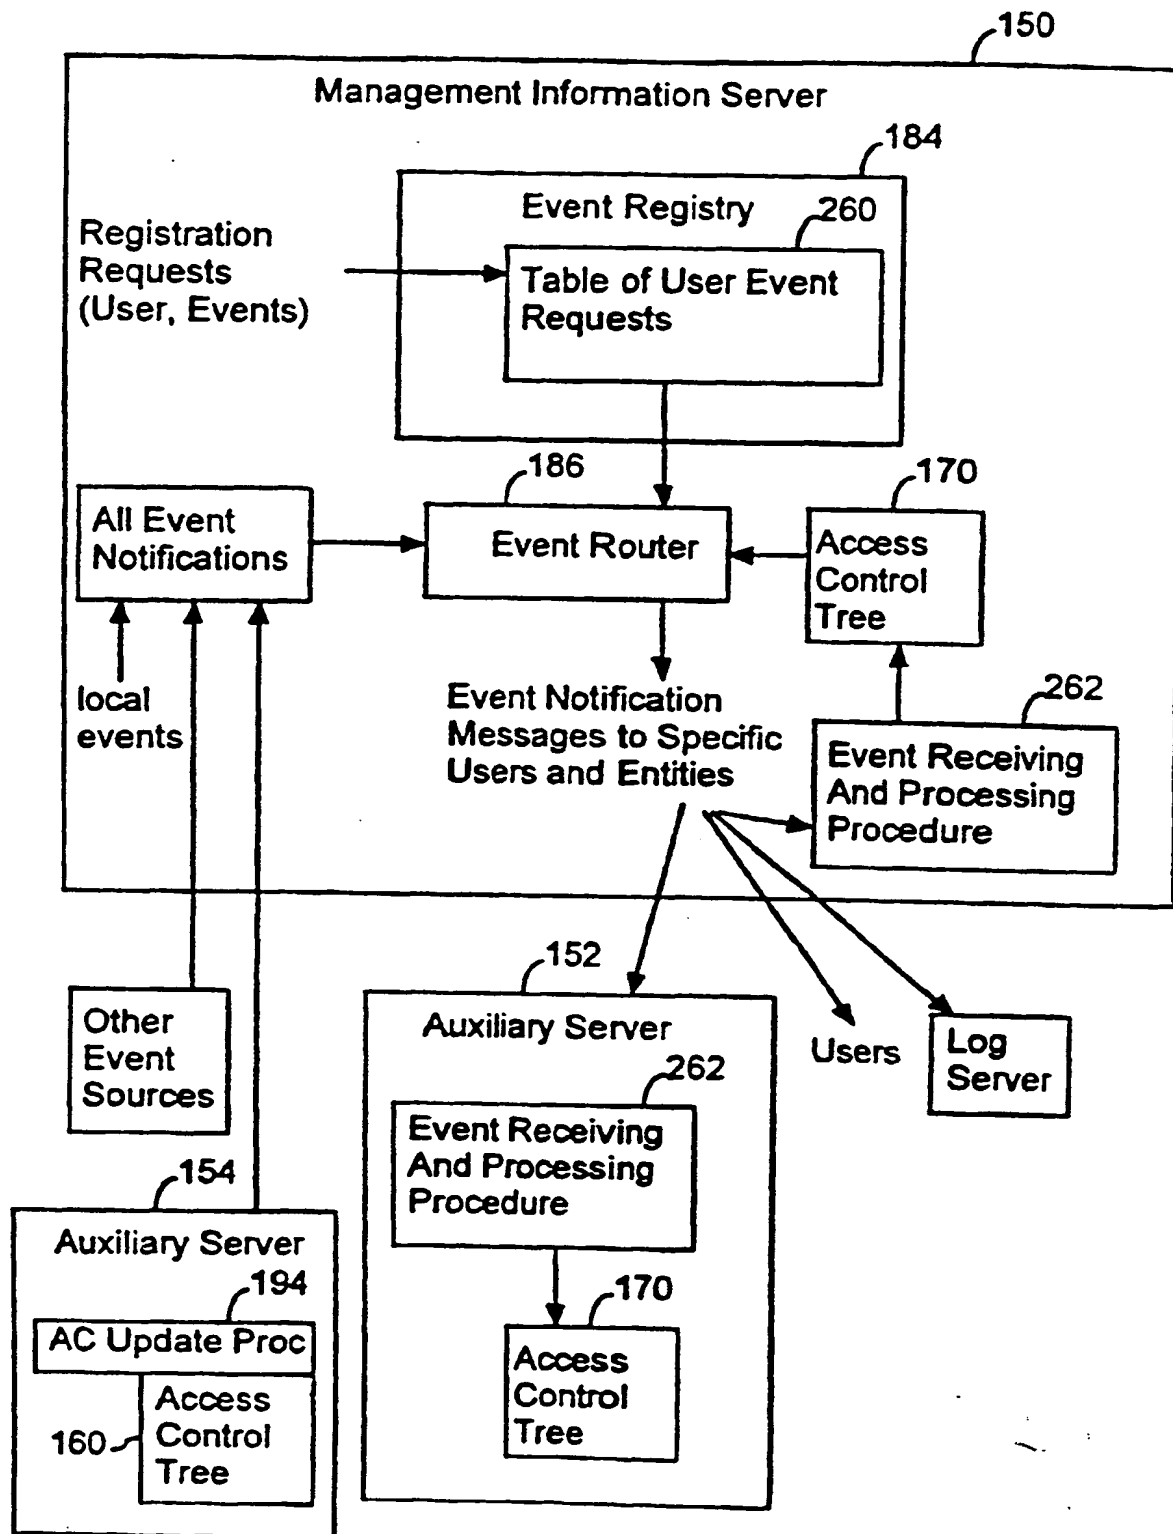 150
Management Information Server
184
Event Registry
260
Registration
Requests
(User, Events)
Table of User Event
Requests
186
170
All Event
Notifications
Event Router
Access
Control
Tree
local
events
Event Notification
Messages to Specific
Users and Entities
262
Event Receiving
And Processing
Procedure
152
Other
Event
Sources
Auxiliary Server
Users
Log
Server
262
Event Receiving
And Processing
Procedure
154
Auxiliary Server
194
AC Update Proc
170
Access
Control
Tree
160
Access
Control
Tree